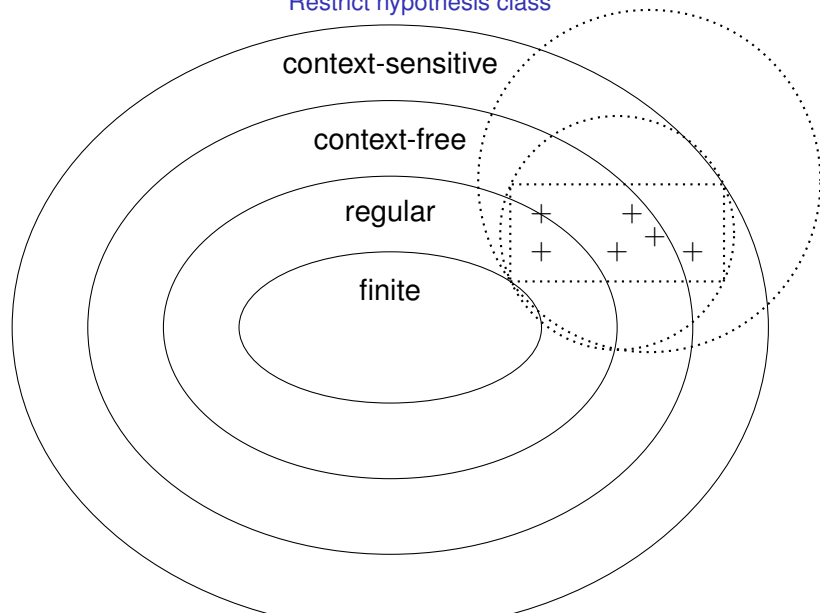 Restrict hypothesis class
context-sensitive
context-free
regular
finite